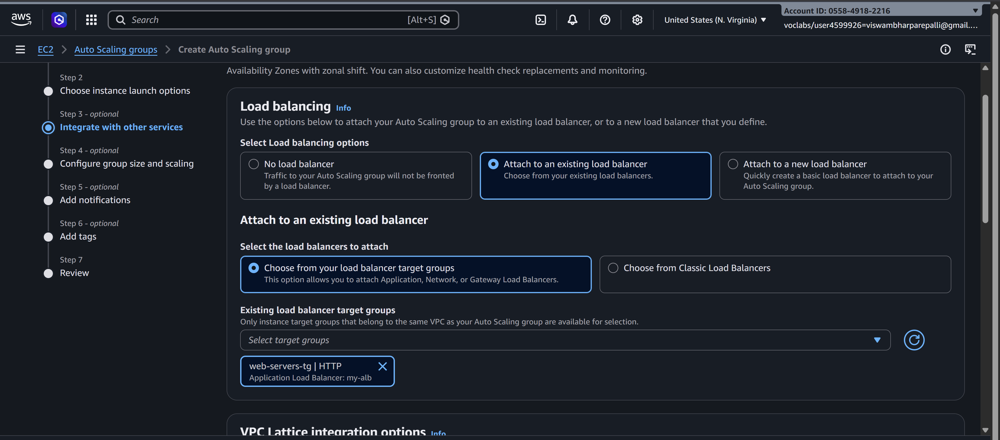 aws
Search
[Alt+S]
United States (N. Virginia)
Account ID: 0558-4918-2216
voclabs/user4599926=viswambharparepalli@gmail....
EC2
Auto Scaling groups
Create Auto Scaling group
Step 2
Choose instance launch options
Step 3 - optional
Integrate with other services
Step 4 - optional
Configure group size and scaling
Step 5 - optional
Add notifications
Step 6 - optional
Add tags
Step 7
Review
Availability Zones with zonal shift. You can also customize health check replacements and monitoring.
Load balancing Info
Use the options below to attach your Auto Scaling group to an existing load balancer, or to a new load balancer that you define.
Select Load balancing options
No load balancer
Traffic to your Auto Scaling group will not be fronted
by a load balancer.
Attach to an existing load balancer
Choose from your existing load balancers.
Attach to a new load balancer
Quickly create a basic load balancer to attach to your
Auto Scaling group.
Attach to an existing load balancer
Select the load balancers to attach
Choose from your load balancer target groups
This option allows you to attach Application, Network, or Gateway Load Balancers.
Choose from Classic Load Balancers
Existing load balancer target groups
Only instance target groups that belong to the same VPC as your Auto Scaling group are available for selection.
Select target groups
web-servers-tg | HTTP
Application Load Balancer: my-alb
VPC Lattice integration options Info